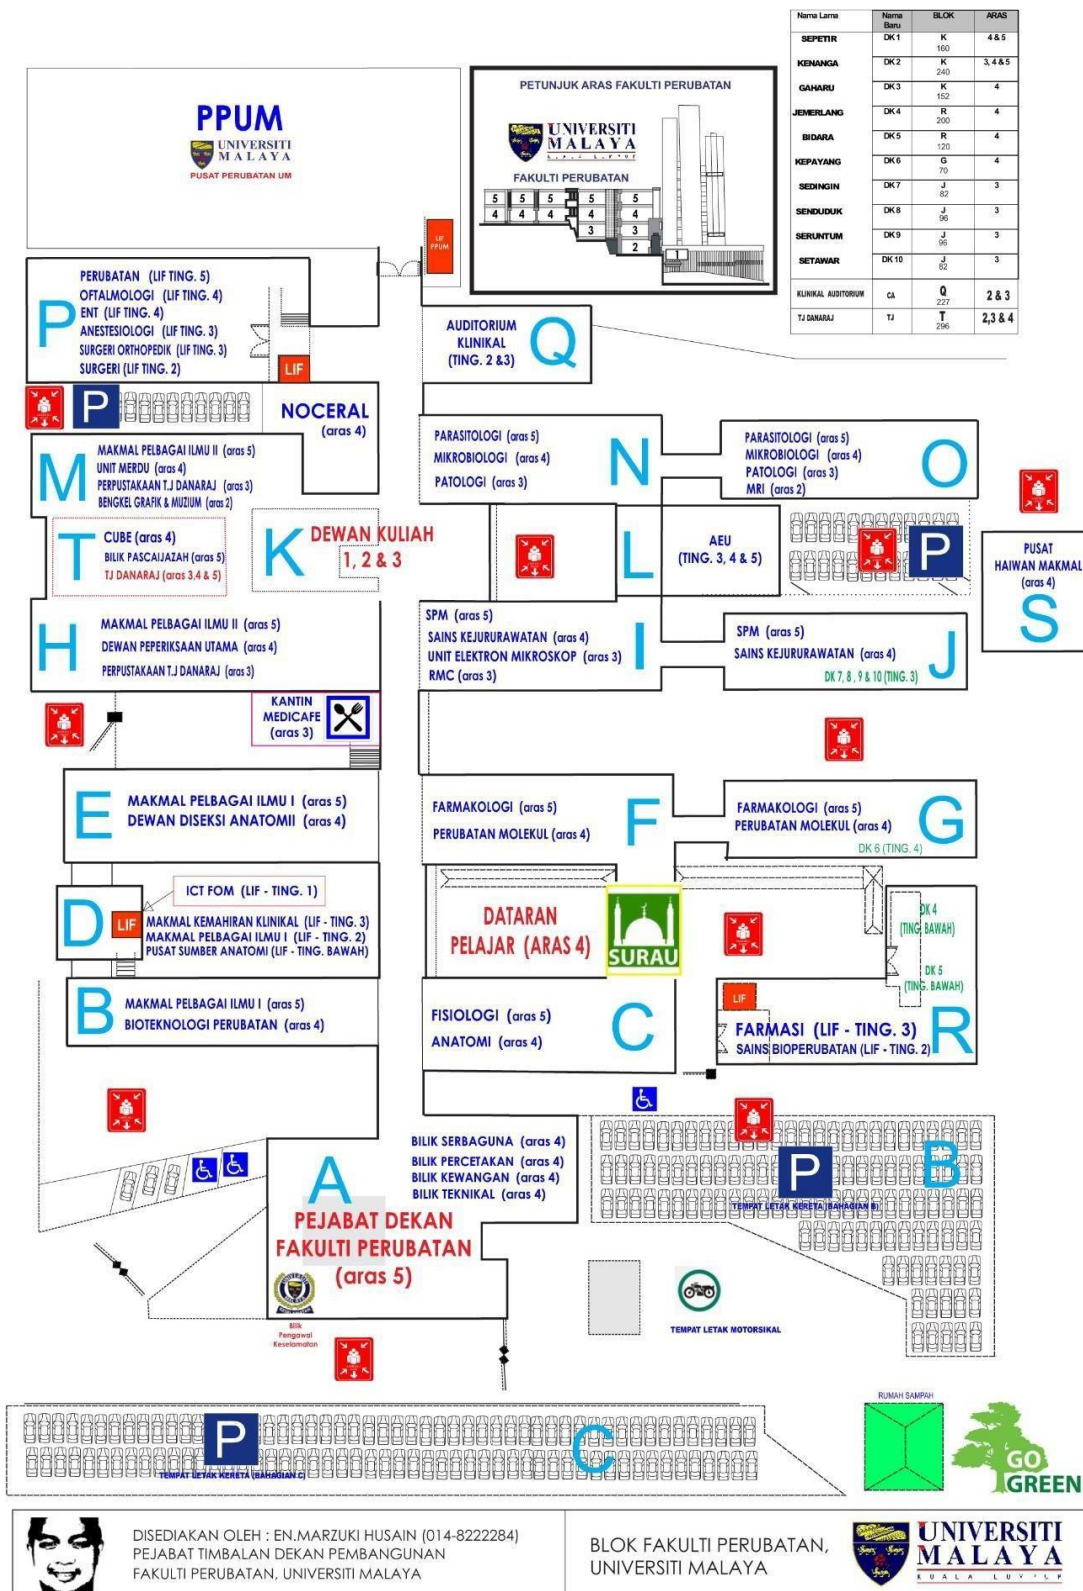 Nama Lama Nama Baru BLOK ARAS
SEPETIR DK 1 K 160 4 & 5
KENANGA DK 2 K 240 3, 4 & 5
GAHARU DK 3 K 152 4
JEMERLANG DK 4 R 200 4
BIDARA DK 5 R 120 4
KEPAYANG DK 6 G 70 4
SEDINGIN DK 7 J 82 3
SENDUDUK DK 8 J 96 3
SERUNTUM DK 9 J 96 3
SETAWAR DK 10 J 82 3
KLINIKAL AUDITORIUM CA Q 227 2 & 3
TJ DANARAJ TJ T 296 2,3 & 4
PETUNJUK ARAS FAKULTI PERUBATAN
UNIVERSITI
MALAYA
KUALA LUMPUR
FAKULTI PERUBATAN
5 5 5 5 5
4 4 4 4 4
3 3
2
PPUM
UNIVERSITI
MALAYA
PUSAT PERUBATAN UM
LIF
PPUM
P
PERUBATAN (LIF TING. 5)
OFTALMOLOGI (LIF TING. 4)
ENT (LIF TING. 4)
ANESTESIOLOGI (LIF TING. 3)
SURGERI ORTHOPEDIK (LIF TING. 3)
SURGERI (LIF TING. 2)
LIF
AUDITORIUM
KLINIKAL
(TING. 2 &3)
Q
P
NOCERAL
(aras 4)
M
MAKMAL PELBAGAI ILMU II (aras 5)
UNIT MERDU (aras 4)
PERPUSTAKAAN T.J DANARAJ (aras 3)
BENGKEL GRAFIK & MUZIUM (aras 2)
PARASITOLOGI (aras 5)
MIKROBIOLOGI (aras 4)
PATOLOGI (aras 3)
N
PARASITOLOGI (aras 5)
MIKROBIOLOGI (aras 4)
PATOLOGI (aras 3)
MRI (aras 2)
O
T
CUBE (aras 4)
BILIK PASCAIJAZAH (aras 5)
TJ DANARAJ (aras 3,4 & 5)
K
DEWAN KULIAH
1, 2 & 3
L
AEU
(TING. 3, 4 & 5)
P
PUSAT
HAIWAN MAKMAL
(aras 4)
S
H
MAKMAL PELBAGAI ILMU II (aras 5)
DEWAN PEPERIKSAAN UTAMA (aras 4)
PERPUSTAKAAN T.J DANARAJ (aras 3)
SPM (aras 5)
SAINS KEJURURAWATAN (aras 4)
UNIT ELEKTRON MIKROSKOP (aras 3)
RMC (aras 3)
I
SPM (aras 5)
SAINS KEJURURAWATAN (aras 4)
DK 7, 8 , 9 & 10 (TING. 3)
J
KANTIN
MEDICAFE
(aras 3)
E
MAKMAL PELBAGAI ILMU I (aras 5)
DEWAN DISEKSI ANATOMII (aras 4)
FARMAKOLOGI (aras 5)
PERUBATAN MOLEKUL (aras 4)
F
FARMAKOLOGI (aras 5)
PERUBATAN MOLEKUL (aras 4)
DK 6 (TING. 4)
G
ICT FOM (LIF - TING. 1)
D
LIF
MAKMAL KEMAHIRAN KLINIKAL (LIF - TING. 3)
MAKMAL PELBAGAI ILMU I (LIF - TING. 2)
PUSAT SUMBER ANATOMI (LIF - TING. BAWAH)
DATARAN
PELAJAR (ARAS 4)
SURAU
DK 4
(TING. BAWAH)
DK 5
(TING. BAWAH)
B
MAKMAL PELBAGAI ILMU I (aras 5)
BIOTEKNOLOGI PERUBATAN (aras 4)
FISIOLOGI (aras 5)
ANATOMI (aras 4)
C
LIF
FARMASI (LIF - TING. 3)
SAINS BIOPERUBATAN (LIF - TING. 2)
R
A
BILIK SERBAGUNA (aras 4)
BILIK PERCETAKAN (aras 4)
BILIK KEWANGAN (aras 4)
BILIK TEKNIKAL (aras 4)
PEJABAT DEKAN
FAKULTI PERUBATAN
(aras 5)
Bilik
Pengawal
Keselamatan
P
B
TEMPAT LETAK KERETA (BAHAGIAN B)
TEMPAT LETAK MOTORSIKAL
P
C
TEMPAT LETAK KERETA (BAHAGIAN C)
RUMAH SAMPAH
GO
GREEN
DISEDIAKAN OLEH : EN.MARZUKI HUSAIN (014-8222284)
PEJABAT TIMBALAN DEKAN PEMBANGUNAN
FAKULTI PERUBATAN, UNIVERSITI MALAYA
BLOK FAKULTI PERUBATAN,
UNIVERSITI MALAYA
UNIVERSITI
MALAYA
KUALA LUMPUR